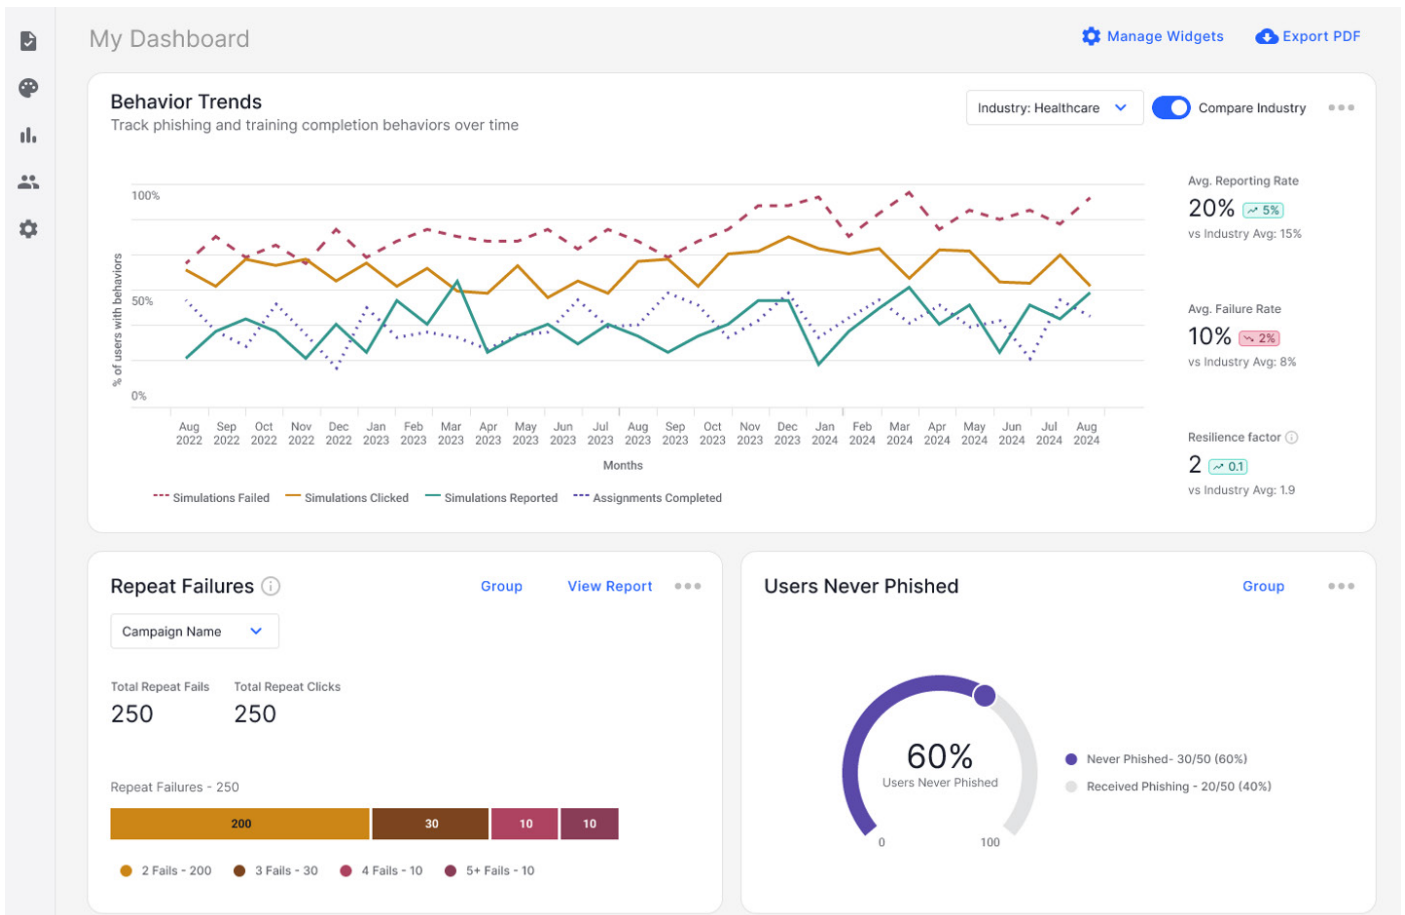 My Dashboard
Manage Widgets
Export PDF
Behavior Trends
Track phishing and training completion behaviors over time
Industry: Healthcare
Compare Industry
% of users with behaviors
100%
50%
0%
Aug Sep Oct Nov Dec Jan Feb Mar Apr May Jun Jul Aug Sep Oct Nov Dec Jan Feb Mar Apr May Jun Jul Aug
2022 2022 2022 2022 2022 2023 2023 2023 2023 2023 2023 2023 2023 2023 2023 2023 2023 2024 2024 2024 2024 2024 2024 2024 2024
Months
Simulations Failed Simulations Clicked Simulations Reported Assignments Completed
Avg. Reporting Rate
20% 5%
vs Industry Avg: 15%
Avg. Failure Rate
10% 2%
vs Industry Avg: 8%
Resilience factor
2 0.1
vs Industry Avg: 1.9
Repeat Failures
Group
View Report
Campaign Name
Total Repeat Fails Total Repeat Clicks
250 250
Repeat Failures - 250
200 30 10 10
2 Fails - 200 3 Fails - 30 4 Fails - 10 5+ Fails - 10
Users Never Phished
Group
60%
Users Never Phished
0 100
Never Phished- 30/50 (60%)
Received Phishing - 20/50 (40%)